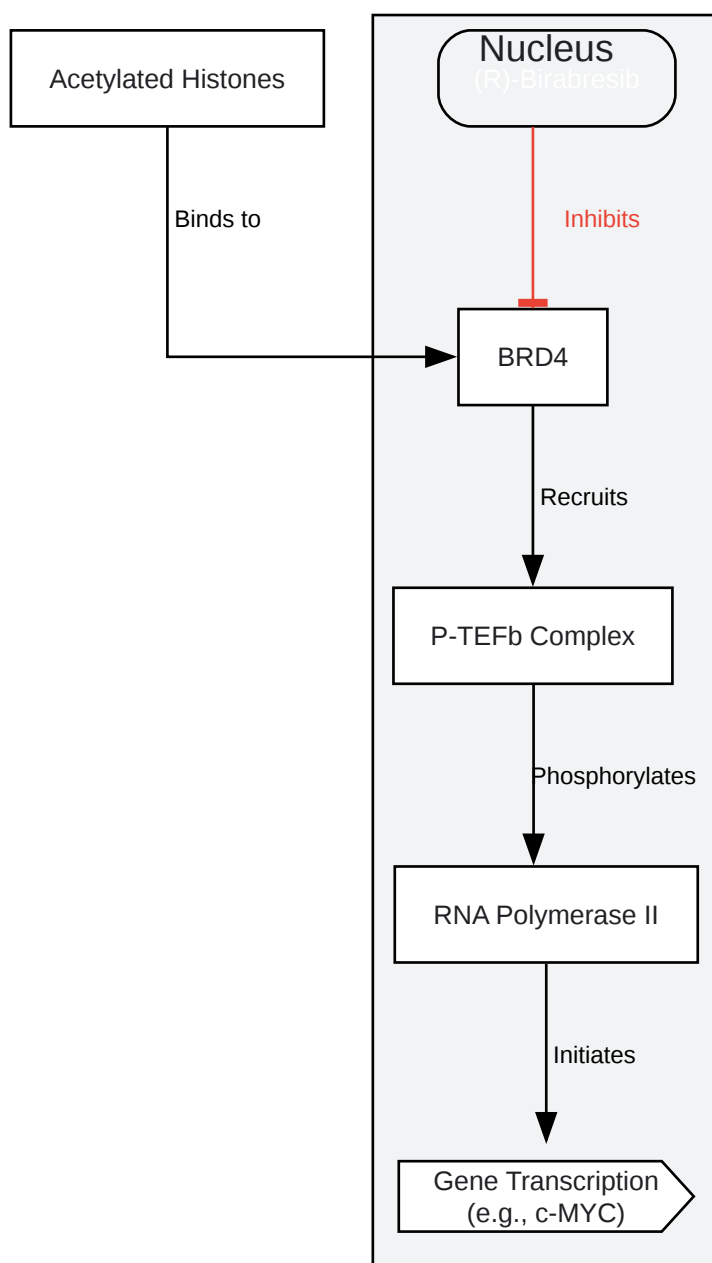 Nucleus
Acetylated Histones
(R)-Birabresib
Binds to
Inhibits
BRD4
Recruits
P-TEFb Complex
Phosphorylates
RNA Polymerase II
Initiates
Gene Transcription
(e.g., c-MYC)